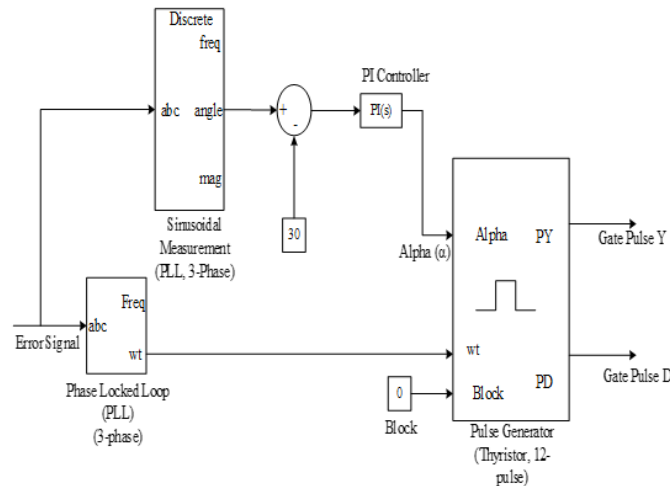 Discrete
freq
abc
angle
mag
Sinusoidal
Measurement
(PLL, 3-Phase)
+
-
30
PI Controller
PI(s)
Alpha (α)
Error Signal
Freq
abc
wt
Phase Locked Loop
(PLL)
(3-phase)
0
Block
Alpha
PY
wt
Block
PD
Pulse Generator
(Thyristor, 12-
pulse)
Gate Pulse Y
Gate Pulse D